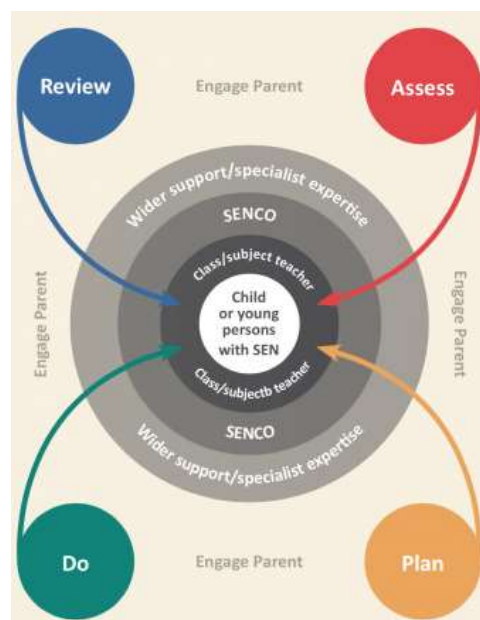 Review
Engage Parent
Assess
Wider support/specialist expertise
SENCO
Class/subject teacher
Engage Parent
Child
or young
persons
with SEN
Engage Parent
Class/subjectb teacher
SENCO
Wider support/specialist expertise
Do
Engage Parent
Plan